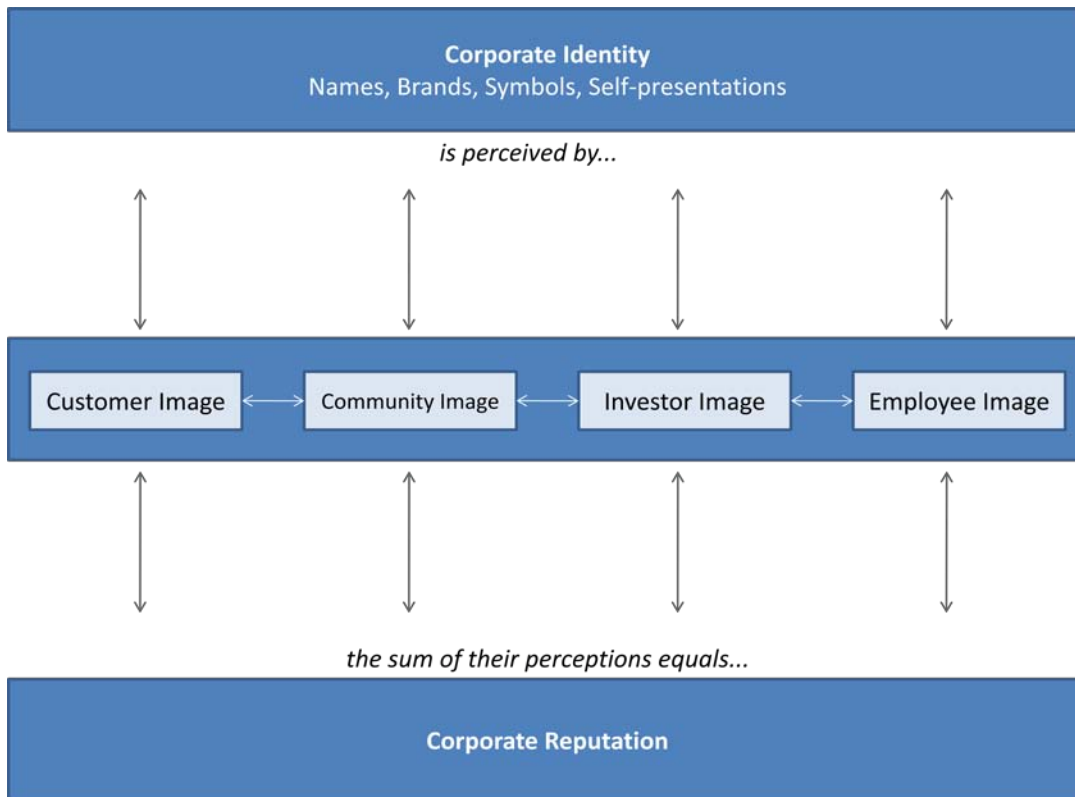 Corporate Identity
Names, Brands, Symbols, Self-presentations
is perceived by...
Customer Image
Community Image
Investor Image
Employee Image
the sum of their perceptions equals...
Corporate Reputation